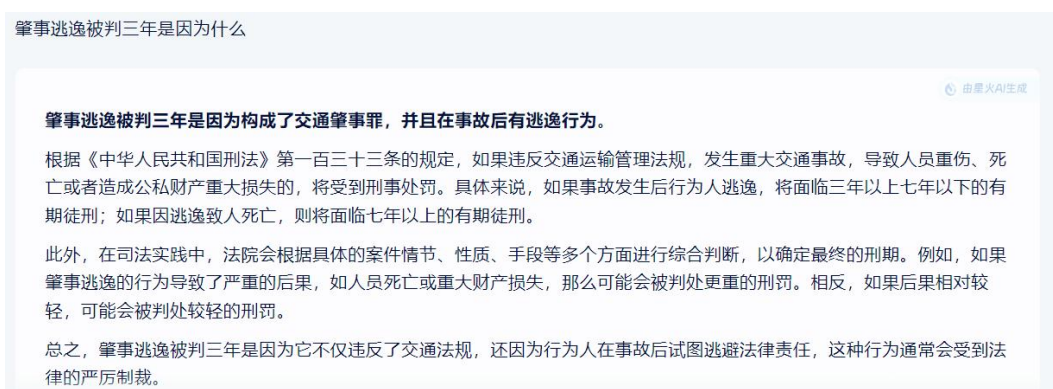 肇事逃逸被判三年是因为什么
由星火AI生成
肇事逃逸被判三年是因为构成了交通肇事罪，并且在事故后有逃逸行为。
根据《中华人民共和国刑法》第一百三十三条的规定，如果违反交通运输管理法规，发生重大交通事故，导致人员重伤、死
亡或者造成公私财产重大损失的，将受到刑事处罚。具体来说，如果事故发生后行为人逃逸，将面临三年以上七年以下的有
期徒刑；如果因逃逸致人死亡，则将面临七年以上的有期徒刑。
此外，在司法实践中，法院会根据具体的案件情节、性质、手段等多个方面进行综合判断，以确定最终的刑期。例如，如果
肇事逃逸的行为导致了严重的后果，如人员死亡或重大财产损失，那么可能会被判处更重的刑罚。相反，如果后果相对较
轻，可能会被判处较轻的刑罚。
总之，肇事逃逸被判三年是因为它不仅违反了交通法规，还因为行为人在事故后试图逃避法律责任，这种行为通常会受到法
律的严厉制裁。